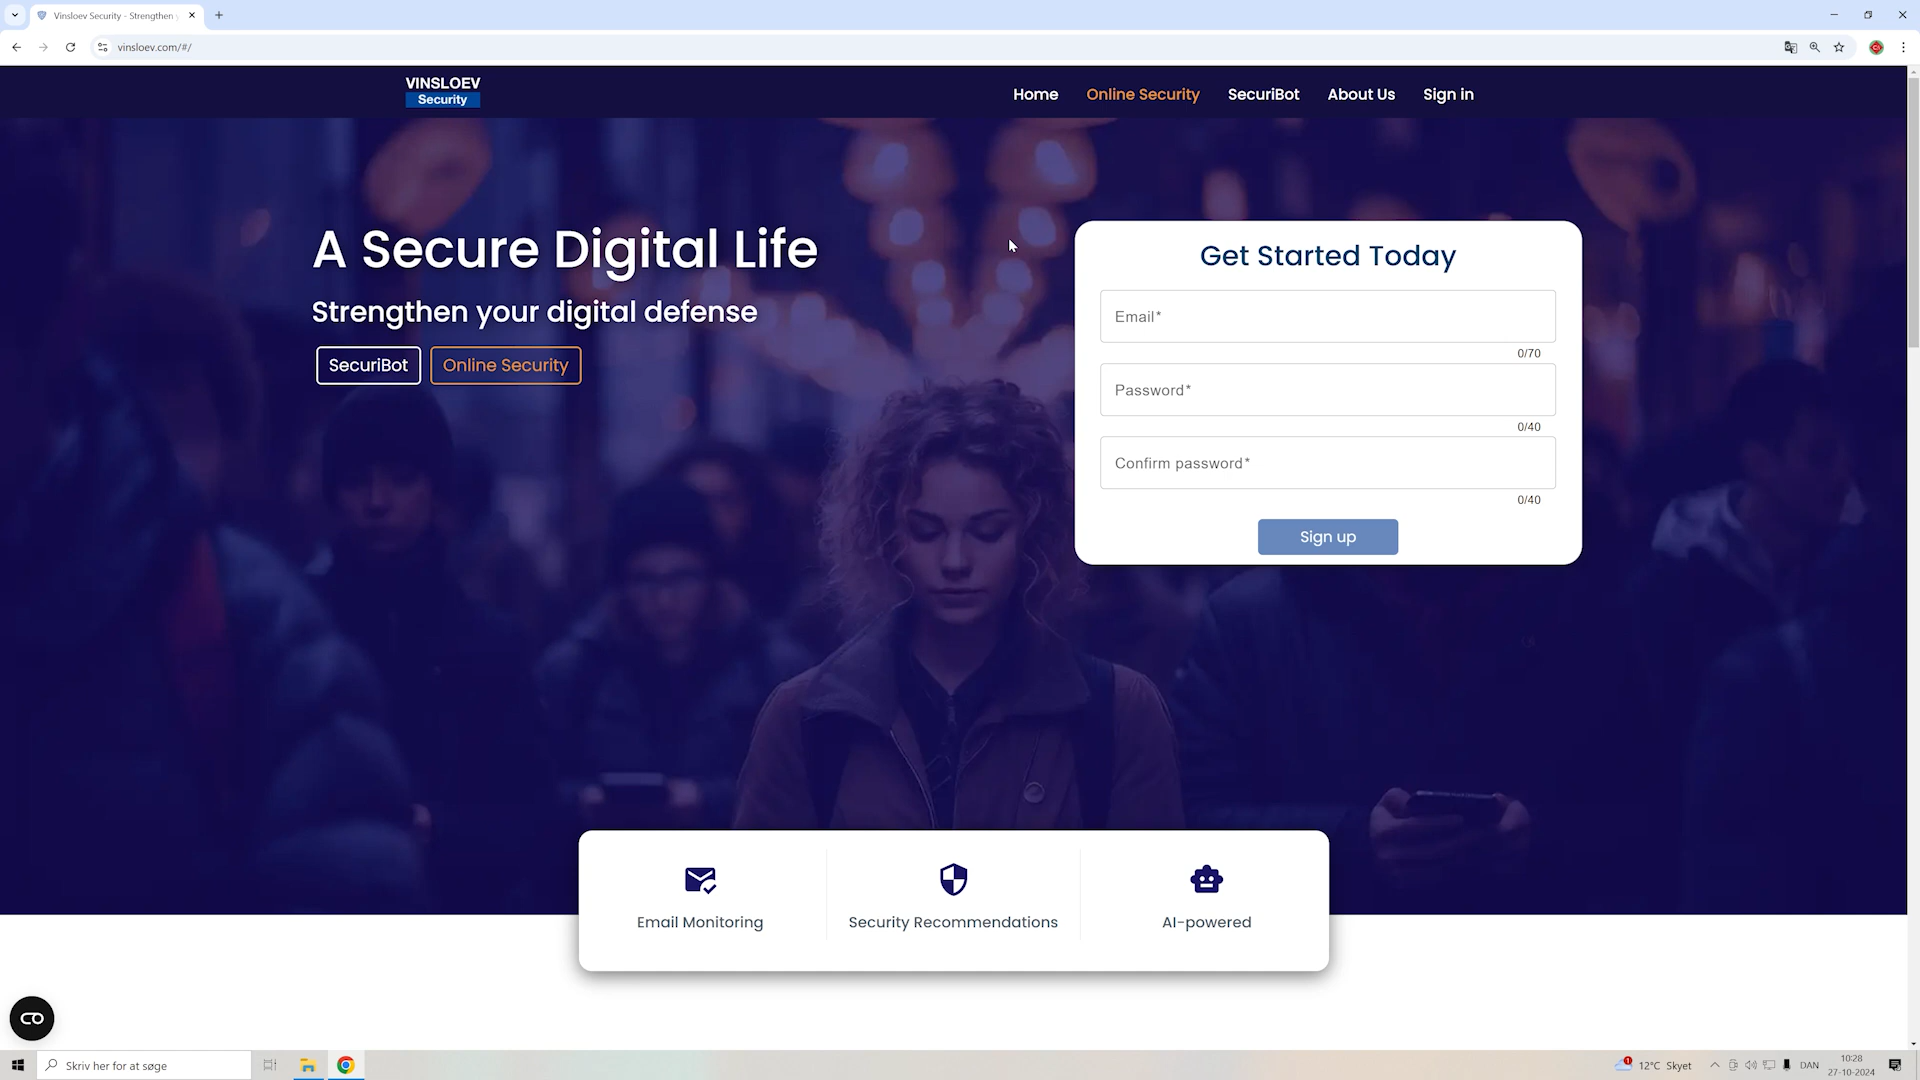 Vinsloev Security - Strengthen
vinsloev.com/#/
VINSLOEV
Security
Home
Online Security
SecuriBot
About Us
Sign in
A Secure Digital Life
Strengthen your digital defense
SecuriBot
Online Security
Get Started Today
Email*
0/70
Password*
0/40
Confirm password*
0/40
Sign up
Email Monitoring
Security Recommendations
AI-powered
Skriv her for at søge
1
12°C Skyet
DAN
10:28
27-10-2024